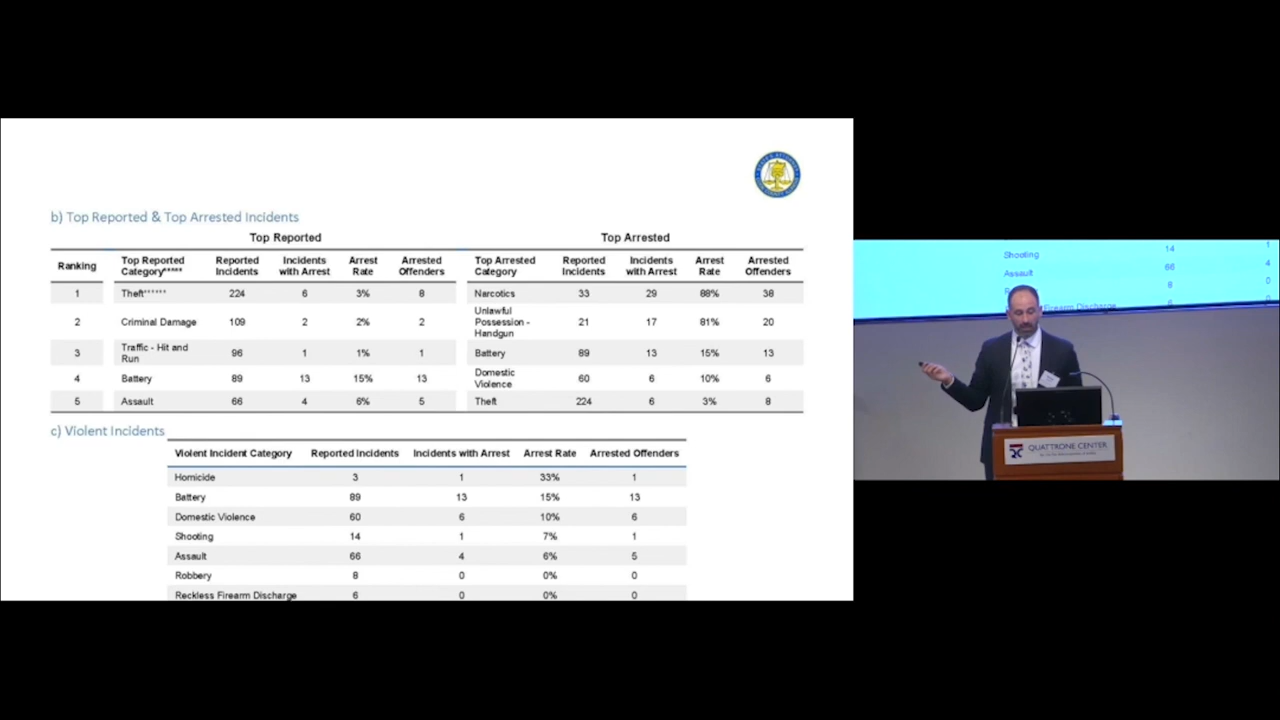 b) Top Reported & Top Arrested Incidents
Top Reported Top Arrested
Ranking Top Reported Category***** Reported Incidents Incidents with Arrest Arrest Rate Arrested Offenders Top Arrested Category Reported Incidents Incidents with Arrest Arrest Rate Arrested Offenders
1 Theft****** 224 6 3% 8 Narcotics 33 29 88% 38
2 Criminal Damage 109 2 2% 2 Unlawful Possession - Handgun 21 17 81% 20
3 Traffic - Hit and Run 96 1 1% 1 Battery 89 13 15% 13
4 Battery 89 13 15% 13 Domestic Violence 60 6 10% 6
5 Assault 66 4 6% 5 Theft 224 6 3% 8
c) Violent Incidents
Violent Incident Category Reported Incidents Incidents with Arrest Arrest Rate Arrested Offenders
Homicide 3 1 33% 1
Battery 89 13 15% 13
Domestic Violence 60 6 10% 6
Shooting 14 1 7% 1
Assault 66 4 6% 5
Robbery 8 0 0% 0
Reckless Firearm Discharge 6 0 0% 0
Shooting 14 1
Assault 66 4
8 0
Firearm Discharge 6 0
QUATTRONE CENTER